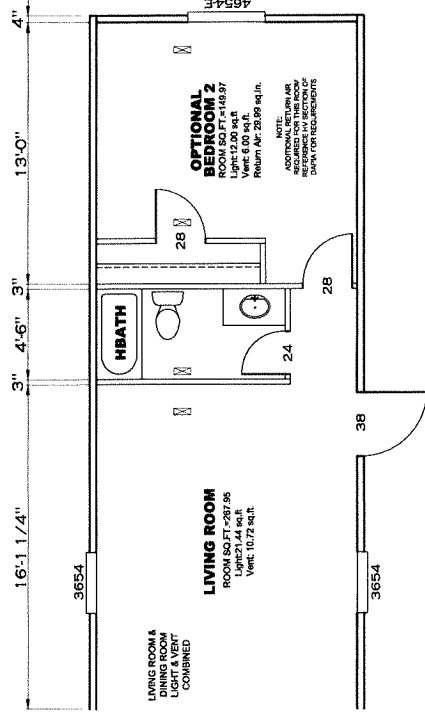 16'-1 1/4"
3"
4'-6"
3"
13'-0"
4"
3654
4654E
LIVING ROOM &
DINING ROOM
LIGHT & VENT
COMBINED
LIVING ROOM
ROOM SQ.FT.=267.95
Light:21.44 sq.ft
Vent: 10.72 sq.ft.
HBATH
24
28
OPTIONAL
BEDROOM 2
ROOM SQ.FT.=149.97
Light:12.00 sq.ft
Vent: 6.00 sq.ft.
Return Air: 29.99 sq.in.
NOTE:
ADDITIONAL RETURN AIR
REQUIRED FOR THIS ROOM
REFERENCE HV SECTION OF
DAPIA FOR REQUIREMENTS
28
38
3654